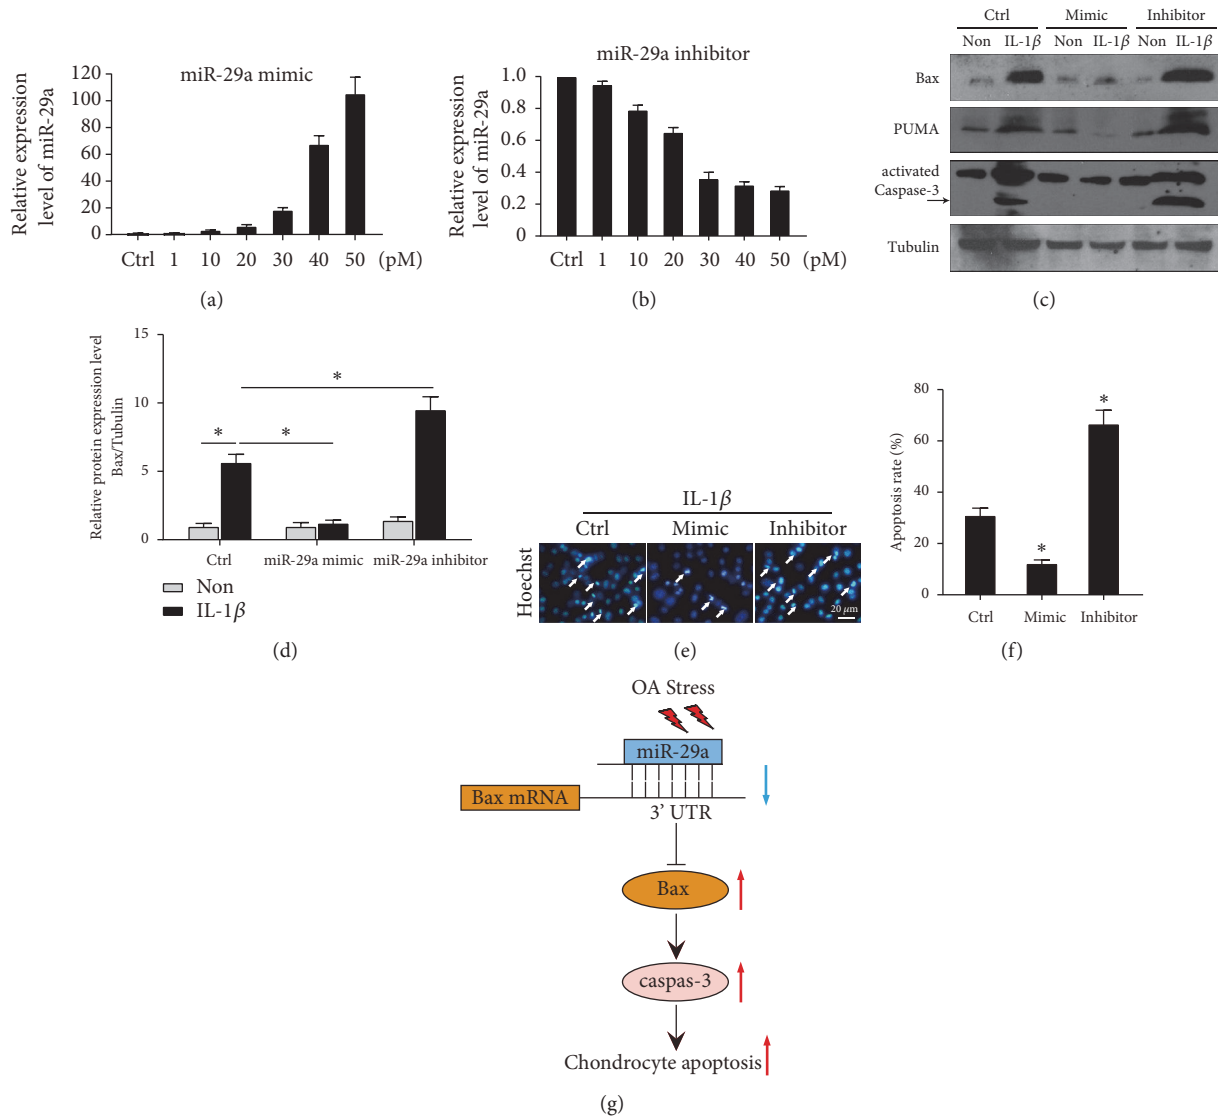 miR-29a mimic
Relative expression
level of miR-29a
120
100
80
60
40
20
0
Ctrl 1 10 20 30 40 50 (pM)
(a)
miR-29a inhibitor
Relative expression
level of miR-29a
1.0
0.8
0.6
0.4
0.2
0.0
Ctrl 1 10 20 30 40 50 (pM)
(b)
Ctrl Mimic Inhibitor
Non IL-1β Non IL-1β Non IL-1β
Bax
PUMA
activated
Caspase-3
Tubulin
(c)
Relative protein expression level
Bax/Tubulin
15
10
5
0
* * *
Ctrl miR-29a mimic miR-29a inhibitor
Non
IL-1β
(d)
IL-1β
Ctrl Mimic Inhibitor
Hoechst
20 μm
(e)
Apoptosis rate (%)
80
60
40
20
0
* *
Ctrl Mimic Inhibitor
(f)
OA Stress
miR-29a
Bax mRNA
3’ UTR
Bax
caspas-3
Chondrocyte apoptosis
(g)